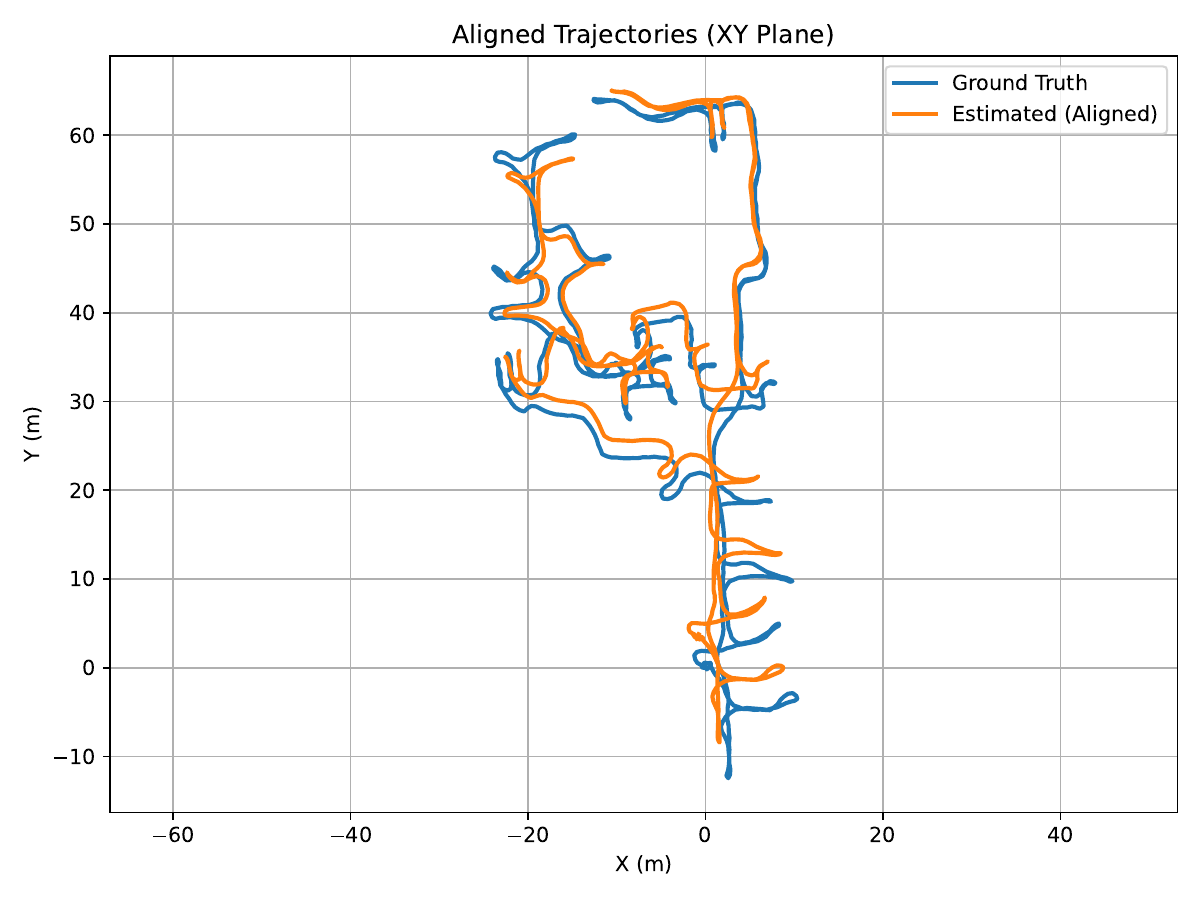 Aligned Trajectories (XY Plane)
Ground Truth
Estimated (Aligned)
60
50
40
30
20
10
0
−10
Y (m)
−60
−40
−20
0
20
40
X (m)